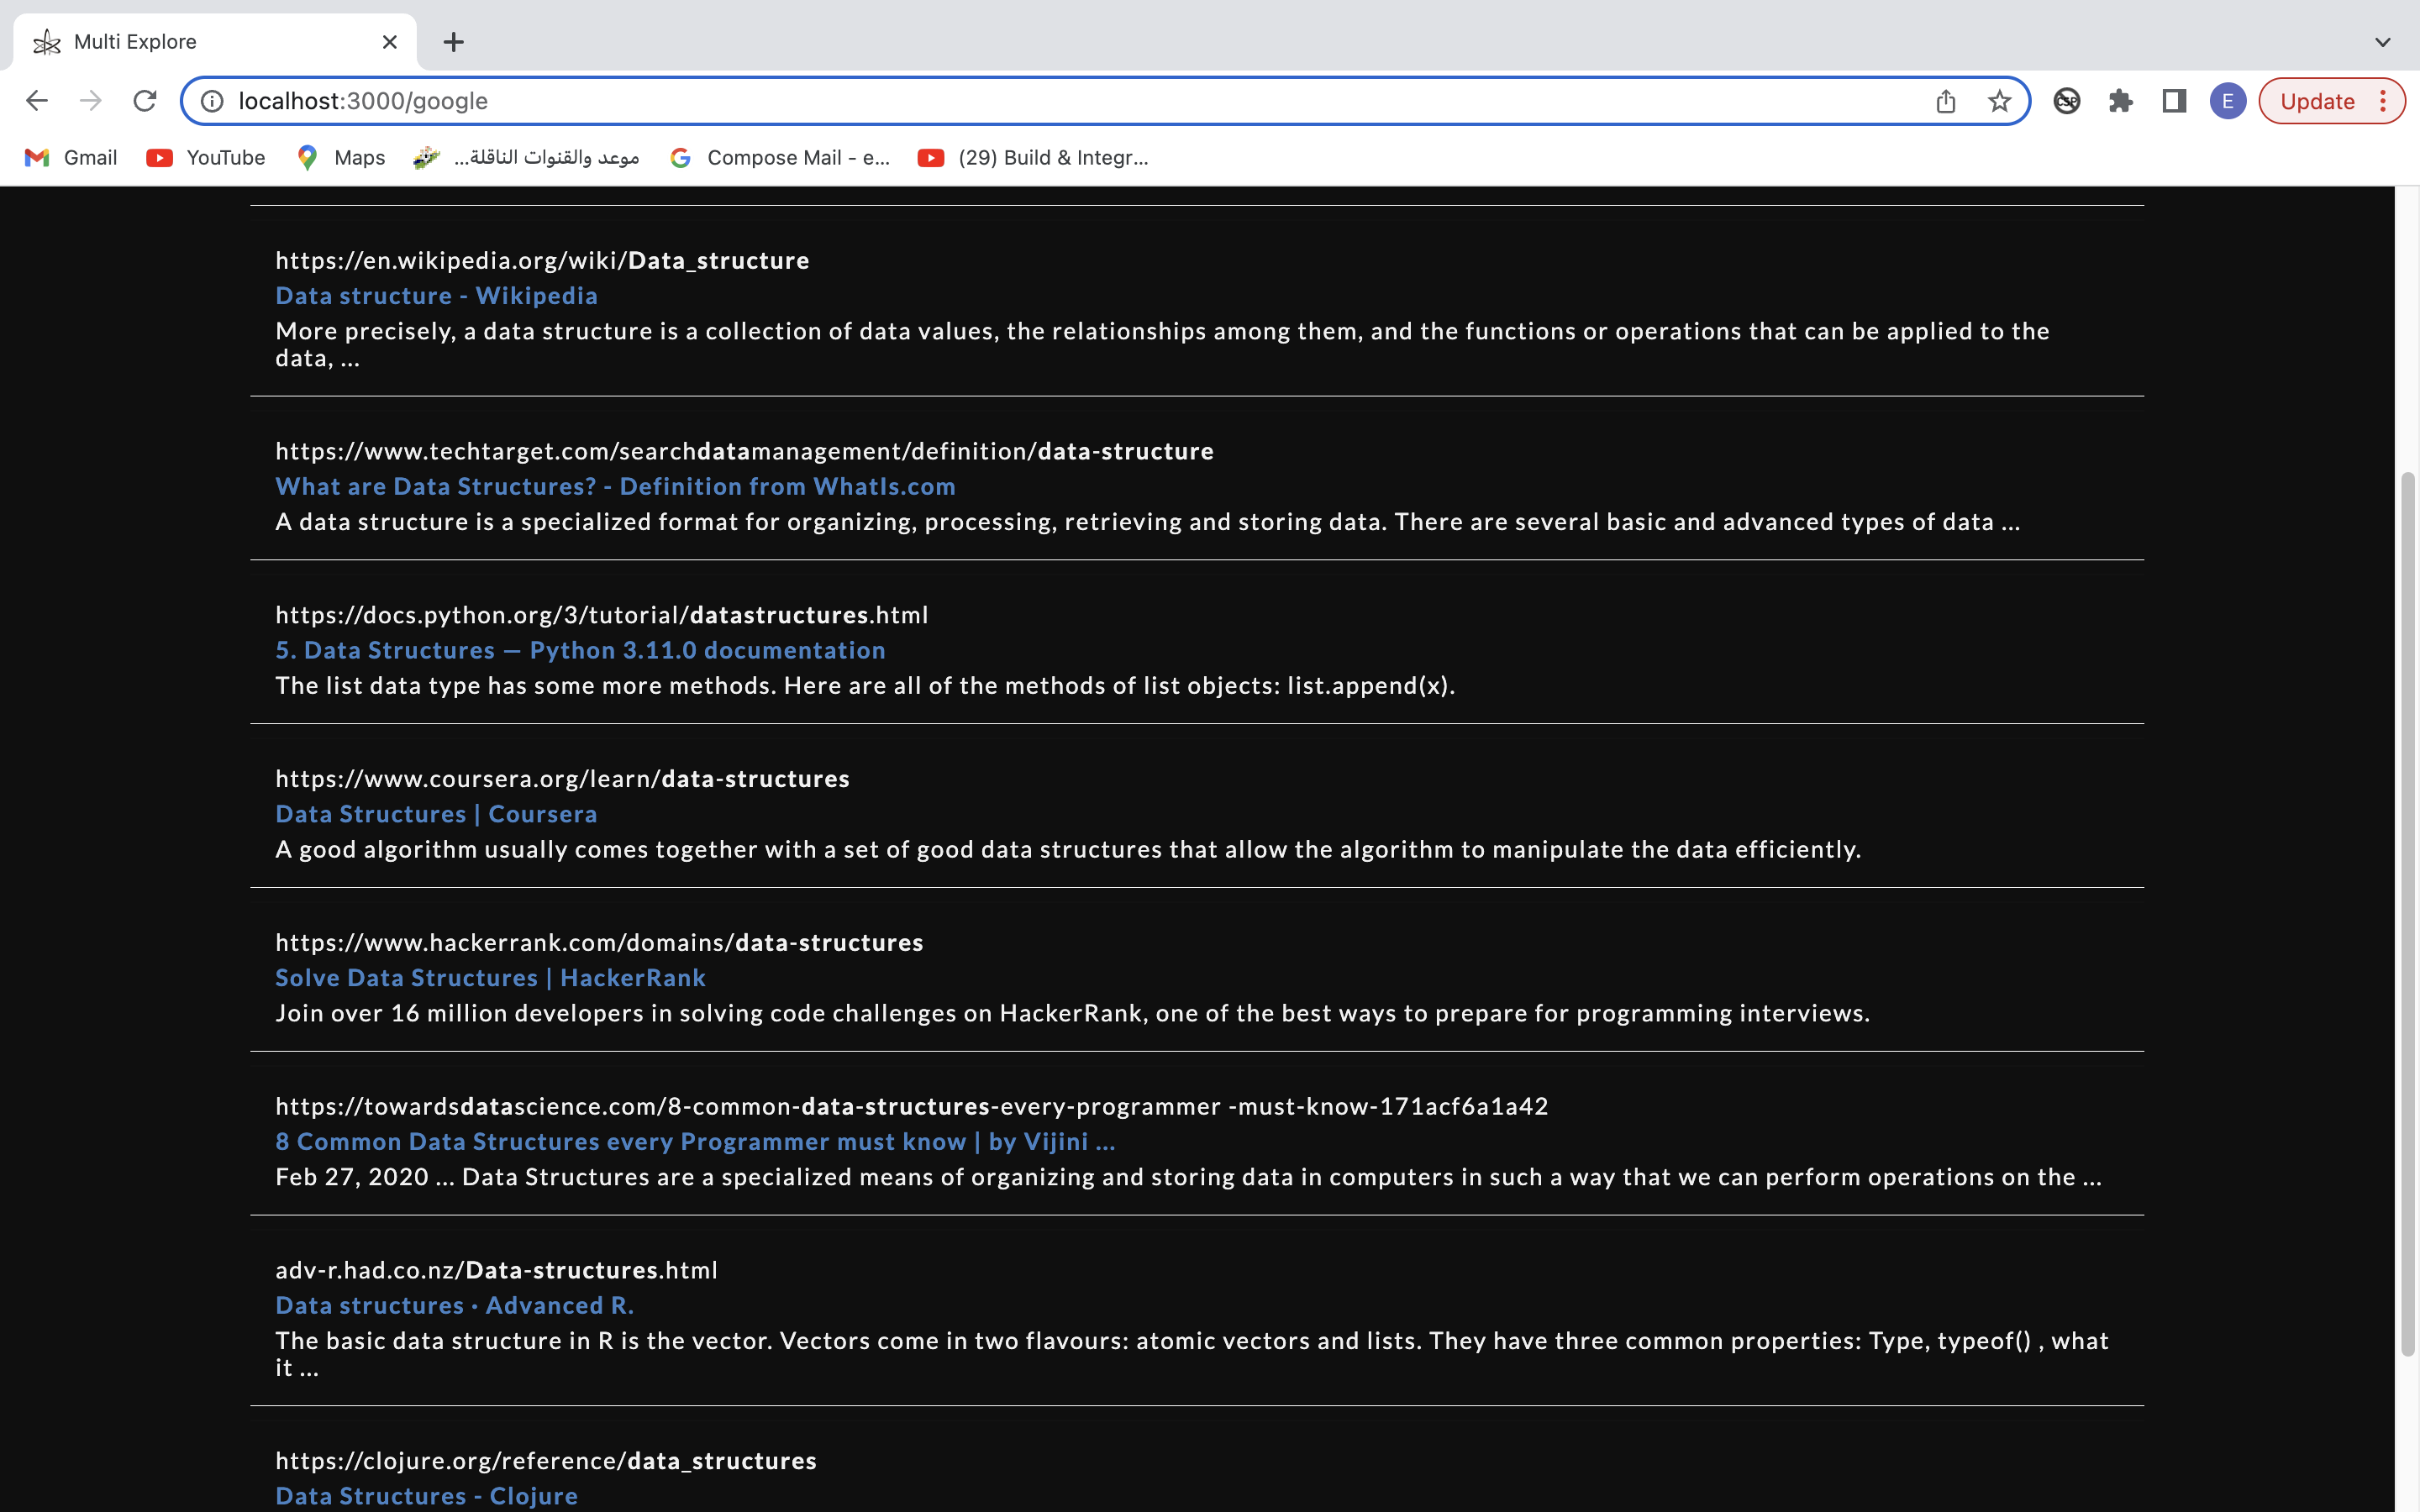 Multi Explore
localhost:3000/google
E
Update
Gmail
YouTube
Maps
موعد والقنوات الناقلة...
Compose Mail - e...
(29) Build & Integr...
https://en.wikipedia.org/wiki/Data_structure
Data structure - Wikipedia
More precisely, a data structure is a collection of data values, the relationships among them, and the functions or operations that can be applied to the
data, ...
https://www.techtarget.com/searchdatamanagement/definition/data-structure
What are Data Structures? - Definition from WhatIs.com
A data structure is a specialized format for organizing, processing, retrieving and storing data. There are several basic and advanced types of data ...
https://docs.python.org/3/tutorial/datastructures.html
5. Data Structures — Python 3.11.0 documentation
The list data type has some more methods. Here are all of the methods of list objects: list.append(x).
https://www.coursera.org/learn/data-structures
Data Structures | Coursera
A good algorithm usually comes together with a set of good data structures that allow the algorithm to manipulate the data efficiently.
https://www.hackerrank.com/domains/data-structures
Solve Data Structures | HackerRank
Join over 16 million developers in solving code challenges on HackerRank, one of the best ways to prepare for programming interviews.
https://towardsdatascience.com/8-common-data-structures-every-programmer -must-know-171acf6a1a42
8 Common Data Structures every Programmer must know | by Vijini ...
Feb 27, 2020 ... Data Structures are a specialized means of organizing and storing data in computers in such a way that we can perform operations on the ...
adv-r.had.co.nz/Data-structures.html
Data structures · Advanced R.
The basic data structure in R is the vector. Vectors come in two flavours: atomic vectors and lists. They have three common properties: Type, typeof() , what
it ...
https://clojure.org/reference/data_structures
Data Structures - Clojure